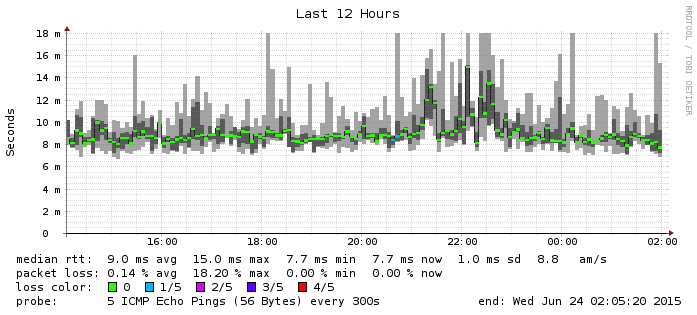 Last 12 Hours
RRDTOOL / TOBI OETIKER
Seconds
18 m
16 m
14 m
12 m
10 m
8 m
6 m
4 m
2 m
0
16:00 18:00 20:00 22:00 00:00 02:00
median rtt: 9.0 ms avg 15.0 ms max 7.7 ms min 7.7 ms now 1.0 ms sd 8.8 am/s
packet loss: 0.14 % avg 18.20 % max 0.00 % min 0.00 % now
loss color: 0 1/5 2/5 3/5 4/5
probe: 5 ICMP Echo Pings (56 Bytes) every 300s end: Wed Jun 24 02:05:20 2015